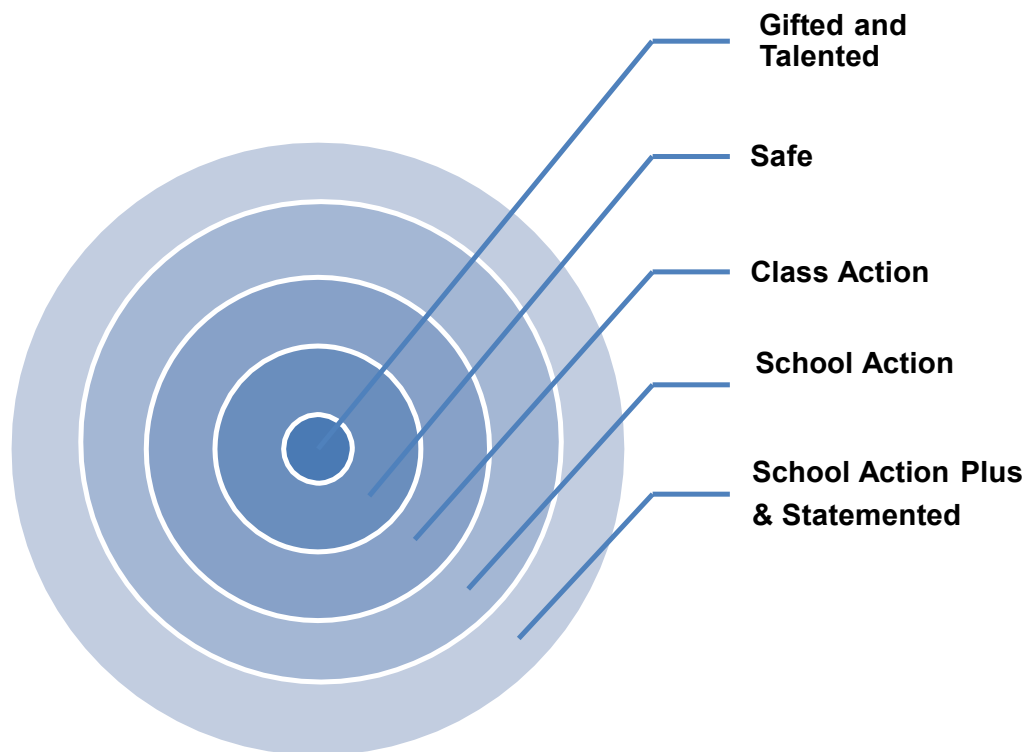 Gifted and
Talented
Safe
Class Action
School Action
School Action Plus
& Statemented